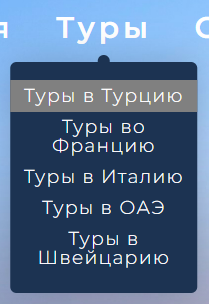 я Туры О
Туры в Турцию
Туры во
Францию
Туры в Италию
Туры в ОАЭ
Туры в
Швейцарию